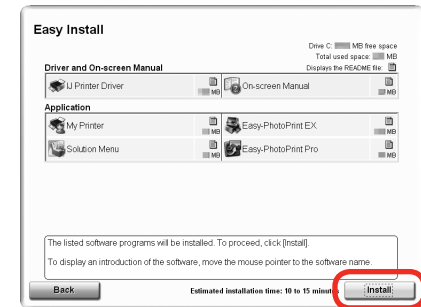 Easy Install
Drive C: MB free space
Total used space: MB
Driver and On-screen Manual Displays the README file:
IJ Printer Driver MB On-screen Manual MB
Application
My Printer MB Easy-PhotoPrint EX MB
Solution Menu MB Easy-PhotoPrint Pro MB
The listed software programs will be installed. To proceed, click [Install].
To display an introduction of the software, move the mouse pointer to the software name.
Back Estimated installation time: 10 to 15 minutes Install